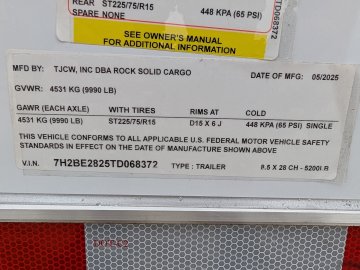 REAR ST225/75/R15 448 KPA (65 PSI)
SPARE NONE
TD068372
SEE OWNER'S MANUAL
FOR ADDITIONAL INFORMATION
MFD BY: TJCW, INC DBA ROCK SOLID CARGO DATE OF MFG: 05/2025
GVWR: 4531 KG (9990 LB)
GAWR (EACH AXLE) WITH TIRES RIMS AT COLD
4531 KG (9990 LB) ST225/75/R15 D15 X 6 J 448 KPA (65 PSI) SINGLE
THIS VEHICLE CONFORMS TO ALL APPLICABLE U.S. FEDERAL MOTOR VEHICLE SAFETY
STANDARDS IN EFFECT ON THE DATE OF MANUFACTURE SHOWN ABOVE
V.I.N. 7H2BE2825TD068372 TYPE: TRAILER 8.5 X 28 CH - 5200LB
DOT-C2